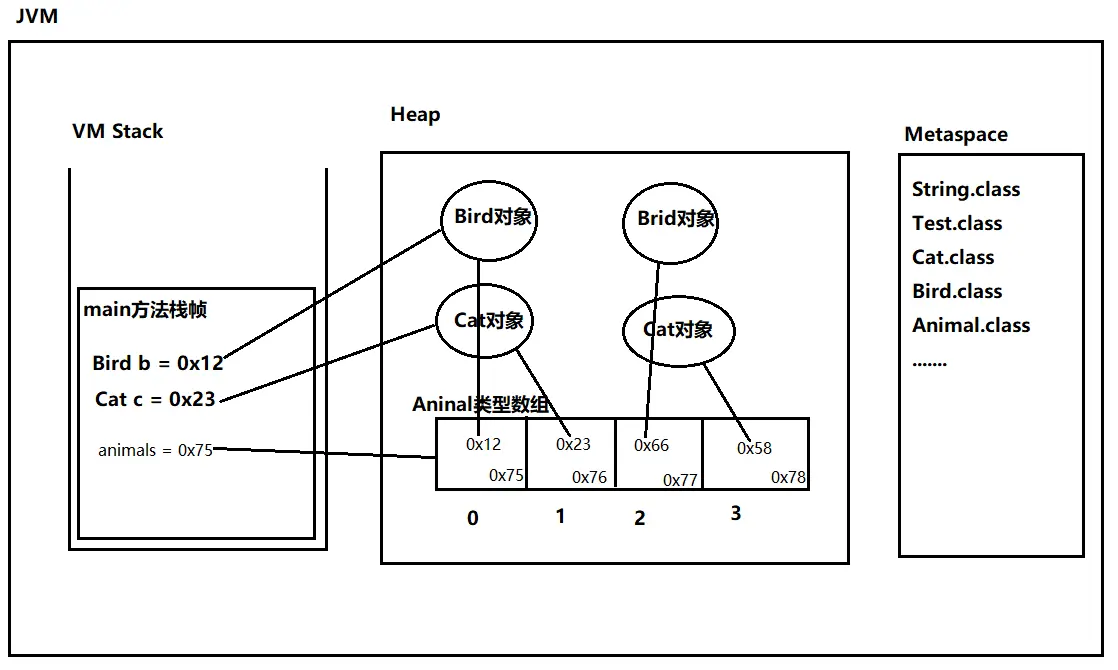 JVM
VM Stack
main方法栈帧
Bird b = 0x12
Cat c = 0x23
animals = 0x75
Heap
Bird对象
Brid对象
Cat对象
Cat对象
Aninal类型数组
0x12
0x75
0x23
0x76
0x66
0x77
0x58
0x78
0
1
2
3
Metaspace
String.class
Test.class
Cat.class
Bird.class
Animal.class
.......